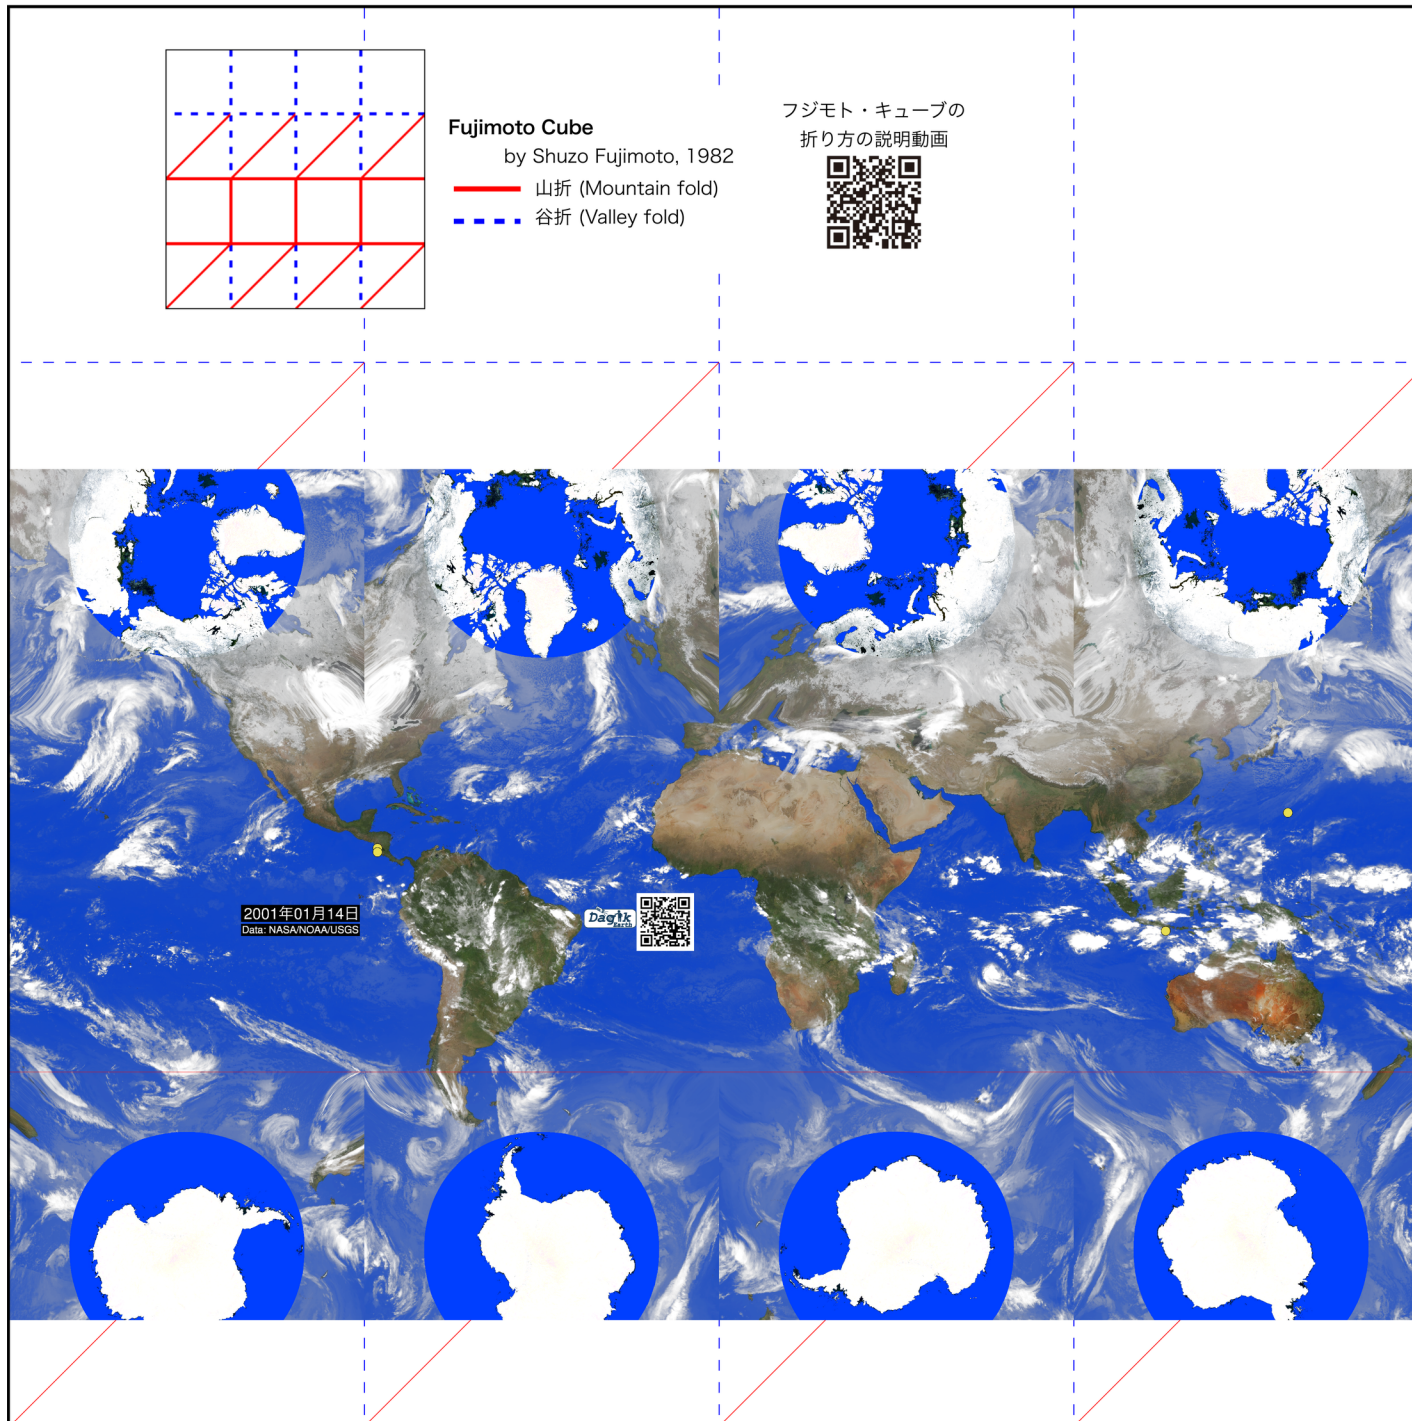 Fujimoto Cube
by Shuzo Fujimoto, 1982
山折 (Mountain fold)
谷折 (Valley fold)
フジモト・キューブの
折り方の説明動画
2001年01月14日
Data: NASA/NOAA/USGS
Dagik
Earth